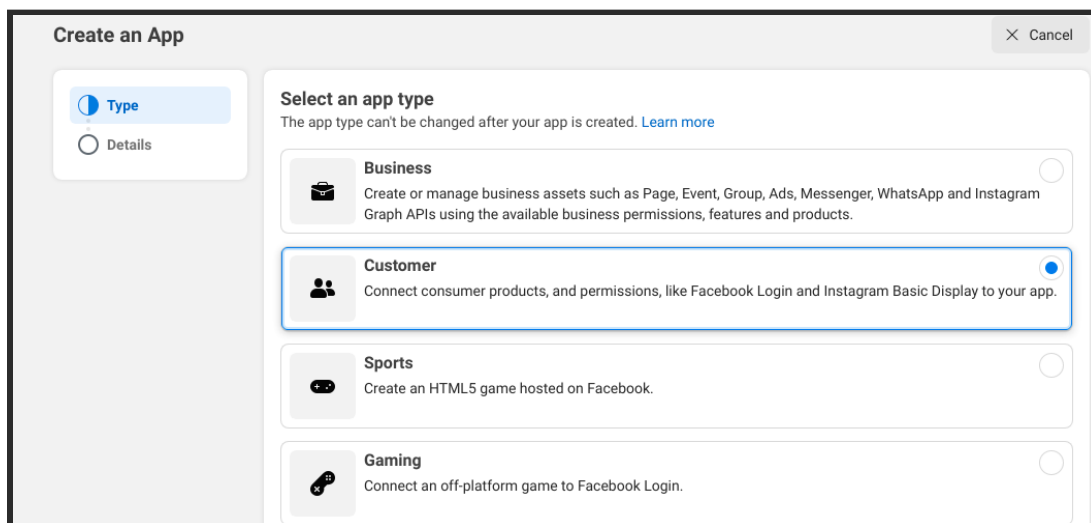 Create an App
Cancel
Type
Details
Select an app type
The app type can't be changed after your app is created. Learn more
Business
Create or manage business assets such as Page, Event, Group, Ads, Messenger, WhatsApp and Instagram
Graph APIs using the available business permissions, features and products.
Customer
Connect consumer products, and permissions, like Facebook Login and Instagram Basic Display to your app.
Sports
Create an HTML5 game hosted on Facebook.
Gaming
Connect an off-platform game to Facebook Login.